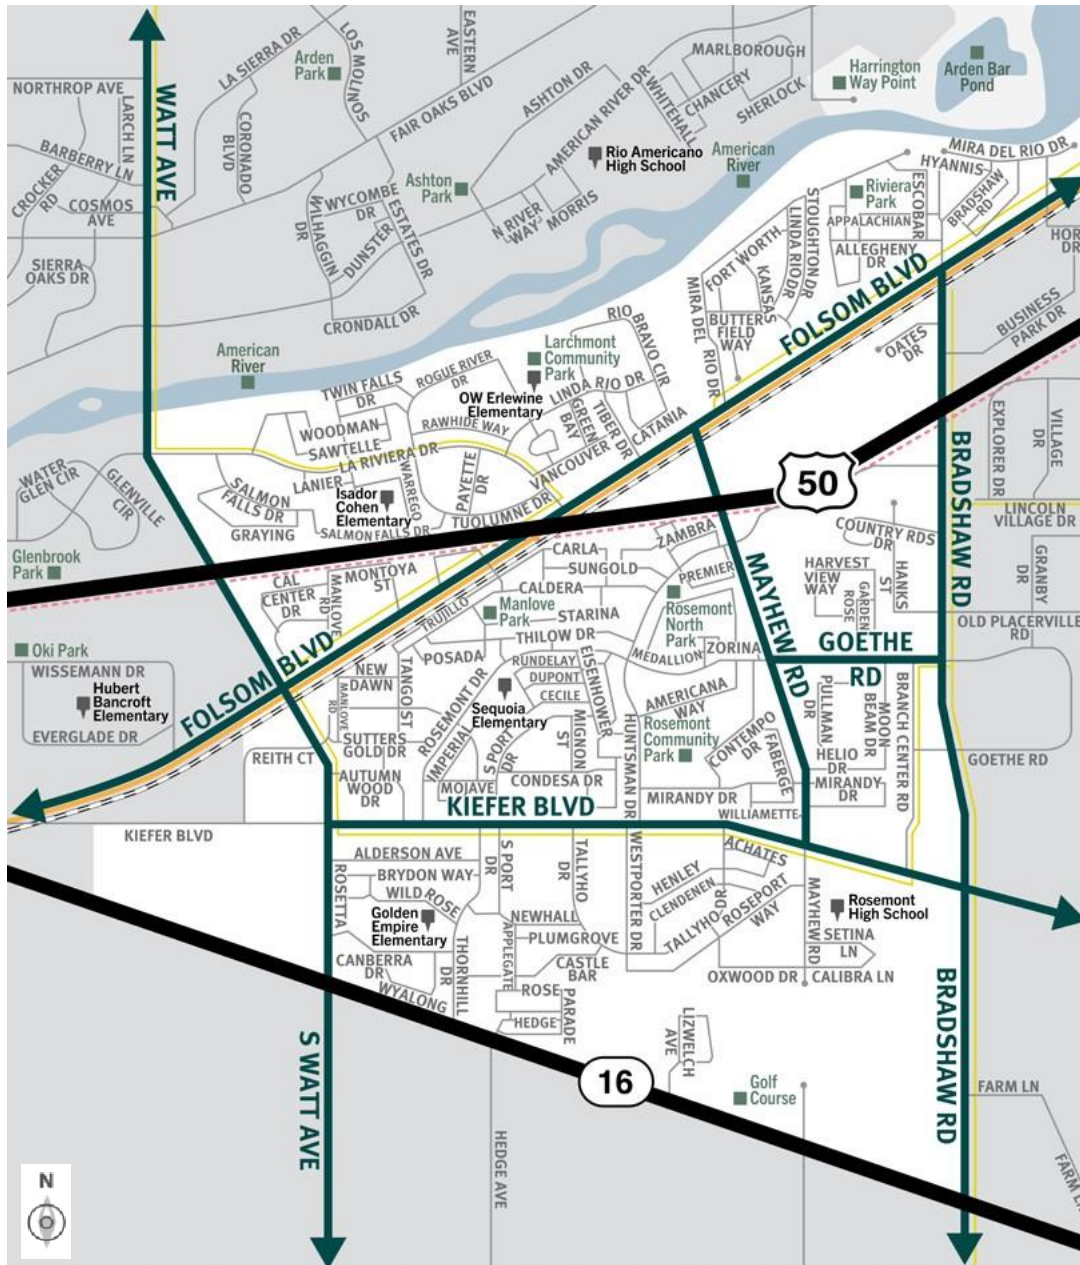 EASTERN
AVE
LOS MOLINOS
LA SIERRA DR
Arden
Park
MARLBOROUGH
Harrington
Way Point
Arden Bar
Pond
NORTHROP AVE
LARCH LN
WATT AVE
CORONADO
BLVD
FAIR OAKS BLVD
ASHTON DR
AMERICAN RIVER DR
WHITEHALL
CHANCERY
SHERLOCK
BARBERRY LN
CROCKER
RD
COSMOS
AVE
SIERRA
OAKS DR
WILHAGGIN
DR
WYCOMBE
DR
DUNSTER
ESTATES DR
CRONDALL DR
Ashton
Park
N RIVER
WAY
MORRIS
Rio Americano
High School
American
River
MIRA DEL RIO DR
HYANNIS
ESCOBAR
BRADSHAW
RD
Riviera
Park
APPALACHIAN
ALLEGHENY
DR
STOUGHTON DR
LINDA RIO DR
KANSAS
FORT WORTH
BUTTER
FIELD WAY
MIRA DEL RIO DR
FOLSOM BLVD
HOR
DR
BUSINESS
PARK DR
OATES
DR
American
River
TWIN FALLS
DR
ROGUE RIVER
DR
Larchmont
Community
Park
OW Erlewine
Elementary
RIO
BRAVO CIR
LINDA RIO DR
GREEN
BAY
TIBER DR
CATANIA
VANCOUVER
WOODMAN
SAWTELLE
RAWHIDE WAY
LA RIVIERA DR
LANIER
WARREGO
PAYETTE
DR
TUOLUMNE DR
Isador
Cohen
Elementary
SALMON
FALLS DR
GRAYING
SALMON FALLS DR
WATER
GLEN CIR
GLENVILLE
CIR
Glenbrook
Park
50
BRADSHAW RD
EXPLORER DR
VILLAGE
DR
LINCOLN
VILLAGE DR
COUNTRY RDS
DR
HANKS
ST
HARVEST
VIEW WAY
GARDEN
ROSE
GRANBY
DR
OLD PLACERVILLE
RD
MAYHEW RD
GOETHE
RD
CAL
CENTER DR
MANLOVE
RD
MONTOYA
ST
CARLA
SUNGOLD
CALDERA
ZAMBRA
PREMIER
TRUJILLO
Manlove
Park
STARINA
Rosemont
North
Park
THILOW DR
POSADA
MEDALLION
ZORINA
Oki Park
WISSEMANN DR
Hubert
Bancroft
Elementary
EVERGLADE DR
FOLSOM BLVD
NEW
DAWN
MANLOVE
RD
TANGO ST
ROSEMONT DR
IMPERIAL
RUNDELAY
DUPONT
CECILE
EISENHOWER
Sequoia
Elementary
S PORT
DR
MIGNON
ST
HUNTSMAN DR
AMERICANA
WAY
Rosemont
Community
Park
CONTEMPO
DR
FABERGE
DR
PULLMAN
MOON
BEAM DR
BRANCH CENTER RD
HELIO
DR
MIRANDY
DR
GOETHE RD
REITH CT
SUTTERS
GOLD DR
AUTUMN
WOOD
DR
MOJAVE
CONDESA DR
MIRANDY DR
WILLIAMETTE
KIEFER BLVD
KIEFER BLVD
ALDERSON AVE
BRYDON WAY
WILD ROSE
ROSETTA
S PORT
DR
TALLYHO
DR
WESTPORTER DR
ACHATES
HENLEY
CLENDENEN
TALLYHO
DR
ROSEPORT
WAY
MAYHEW RD
Rosemont
High School
SETINA
LN
Golden
Empire
Elementary
NEWHALL
PLUMGROVE
APPLEGATE
CASTLE
BAR
OXWOOD DR
CALIBRA LN
CANBERRA
DR
WYALONG
THORNHILL
DR
ROSE
PARADE
HEDGE
LIZWELCH
AVE
S WATT AVE
16
Golf
Course
BRADSHAW RD
FARM LN
FARM LN
HEDGE AVE
N